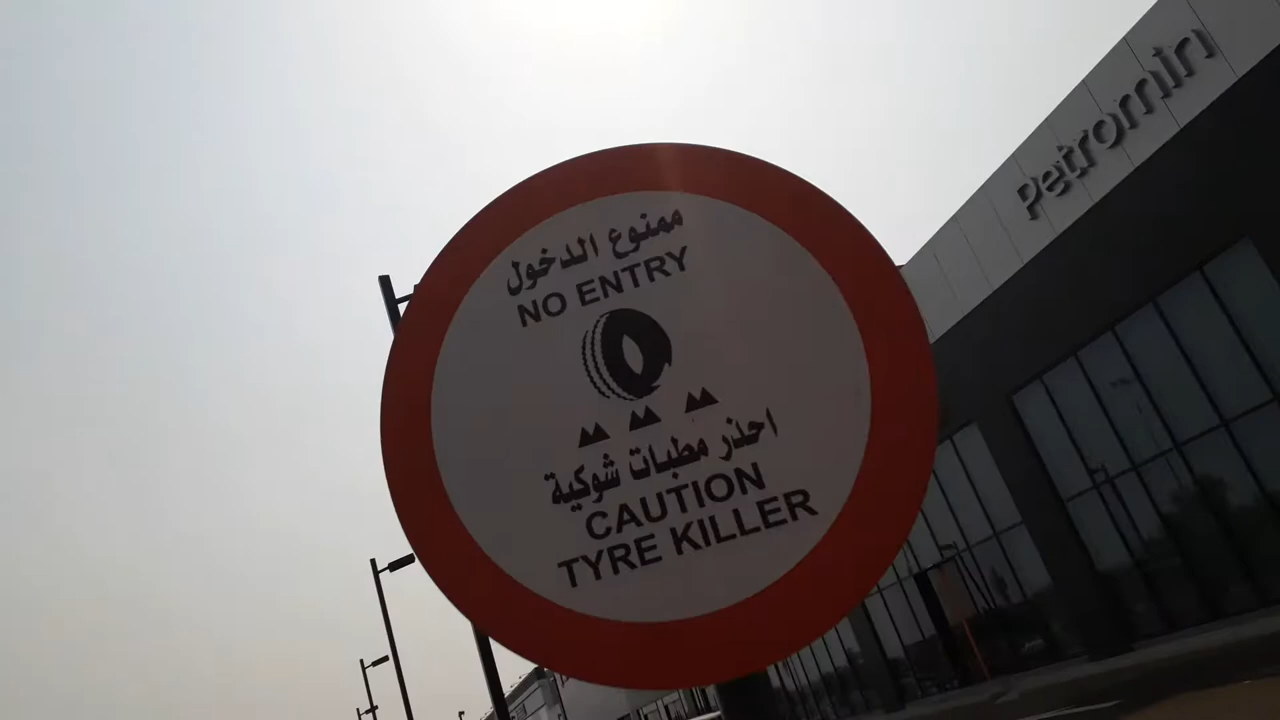 ممنوع الدخول
NO ENTRY
احذر مطبات شوكية
CAUTION
TYRE KILLER
petromin